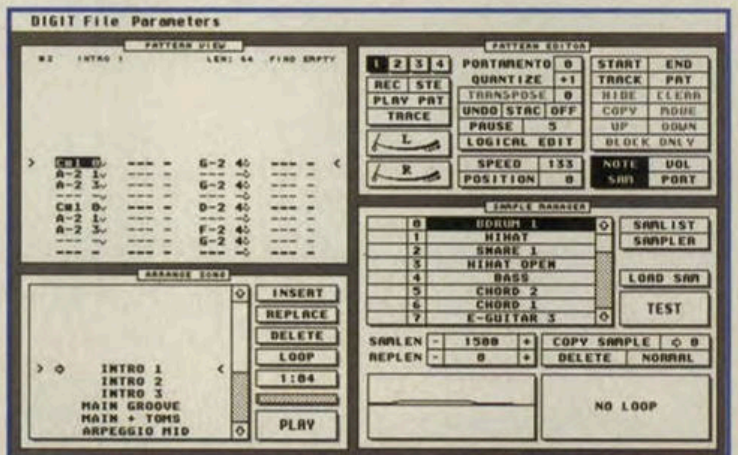 DIGIT File Parameters
PATTERN VIEW
#2 INTRO 1 LEN: 64 FIND EMPTY
> C#1 0 --- - G-2 4 --- - <
A-2 1 --- - --- - --- -
A-2 3 --- - G-2 4 --- -
--- - --- - --- - --- -
C#1 0 --- - D-2 4 --- -
A-2 1 --- - --- - --- -
A-2 3 --- - F-2 4 --- -
--- - --- - G-2 4 --- -
--- - --- - --- - --- -
ARRANGE SONG
> INTRO 1 <
INTRO 2
INTRO 3
MAIN GROOVE
MAIN + TOMS
ARPEGGIO MID
INSERT
REPLACE
DELETE
LOOP
1:04
PLAY
PATTERN EDITOR
1 2 3 4
REC STE
PLAY PAT
TRACE
L
R
PORTAMENTO 0
QUANTIZE +1
TRANSPOSE 0
UNDO STAC OFF
PAUSE 5
LOGICAL EDIT
SPEED 133
POSITION 0
START END
TRACK PAT
HIDE CLEAR
COPY MOVE
UP DOWN
BLOCK ONLY
NOTE VOL
SAM PORT
SAMPLE MANAGER
0 BDRUM 1
1 HIHAT
2 SNARE 1
3 HIHAT OPEN
4 BASS
5 CHORD 2
6 CHORD 1
7 E-GUITAR 3
SAMLIST
SAMPLER
LOAD SAM
TEST
SAMLEN - 1500 + COPY SAMPLE 0
REPLEN - 0 + DELETE NORMAL
NO LOOP